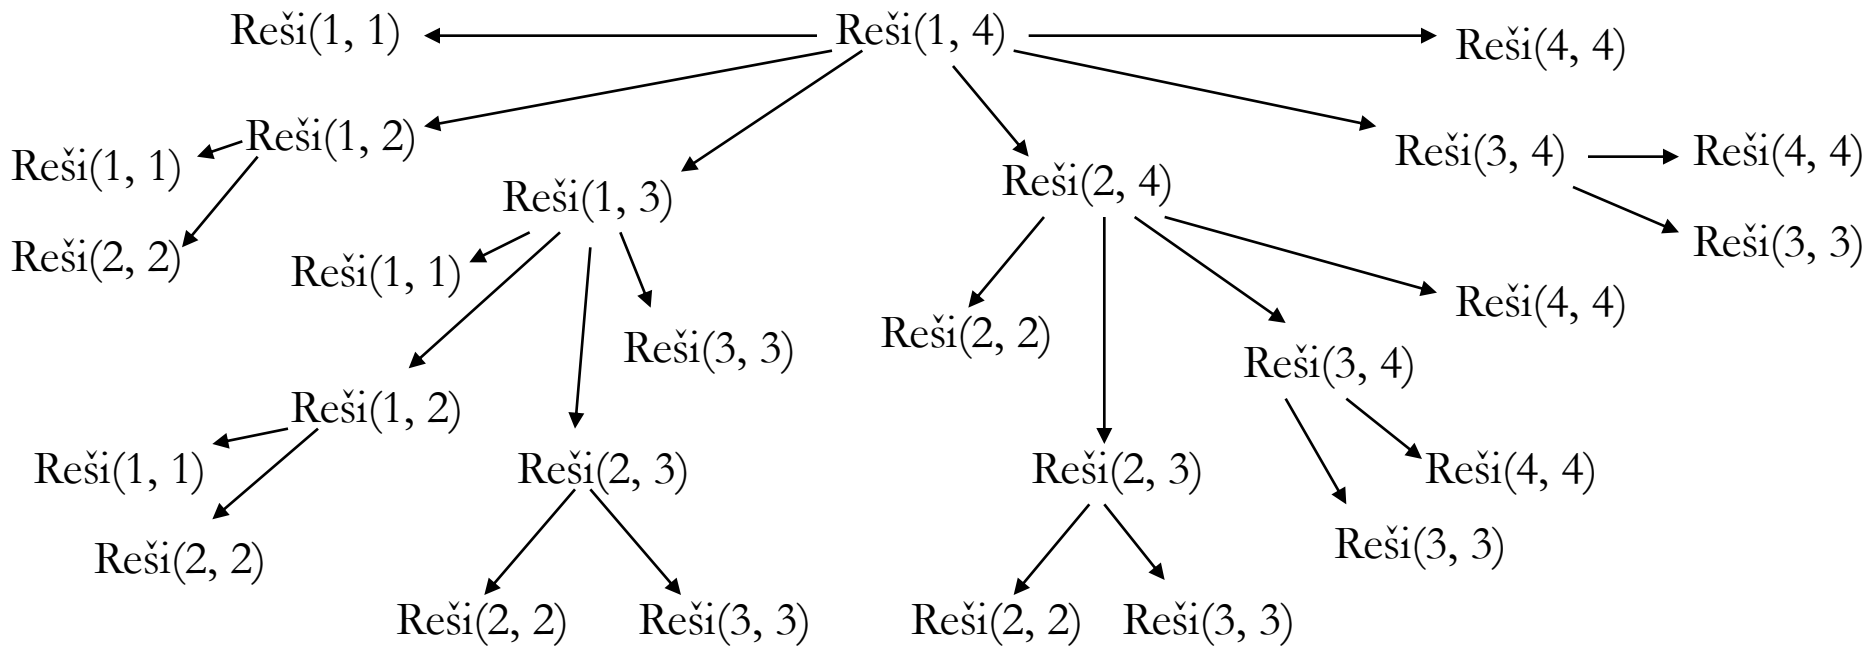 Reši(1, 1)
Reši(1, 4)
Reši(4, 4)
Reši(1, 2)
Reši(1, 1)
Reši(3, 4)
Reši(4, 4)
Reši(1, 3)
Reši(2, 4)
Reši(2, 2)
Reši(1, 1)
Reši(3, 3)
Reši(4, 4)
Reši(3, 3)
Reši(2, 2)
Reši(3, 4)
Reši(1, 2)
Reši(1, 1)
Reši(2, 3)
Reši(2, 3)
Reši(4, 4)
Reši(2, 2)
Reši(3, 3)
Reši(2, 2)
Reši(3, 3)
Reši(2, 2)
Reši(3, 3)